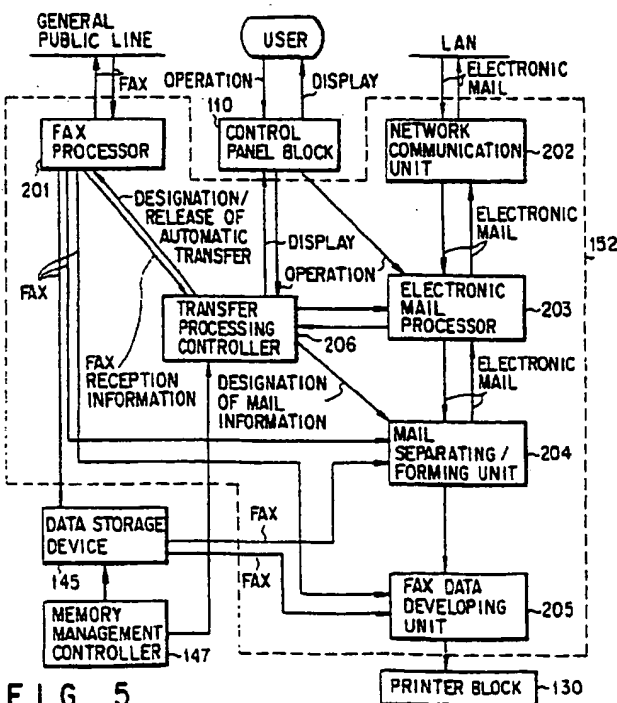 GENERAL
PUBLIC LINE
USER
LAN
FAX
OPERATION
DISPLAY
ELECTRONIC
MAIL
110
FAX
PROCESSOR
201
CONTROL
PANEL BLOCK
NETWORK
COMMUNICATION
UNIT
202
DESIGNATION/
RELEASE OF
AUTOMATIC
TRANSFER
DISPLAY
OPERATION
ELECTRONIC
MAIL
152
FAX
TRANSFER
PROCESSING
CONTROLLER
206
ELECTRONIC
MAIL
PROCESSOR
203
FAX
RECEPTION
INFORMATION
DESIGNATION
OF MAIL
INFORMATION
ELECTRONIC
MAIL
MAIL
SEPARATING/
FORMING UNIT
204
DATA STORAGE
DEVICE
145
FAX
FAX
FAX DATA
DEVELOPING
UNIT
205
MEMORY
MANAGEMENT
CONTROLLER
147
FIG. 5
PRINTER BLOCK
130